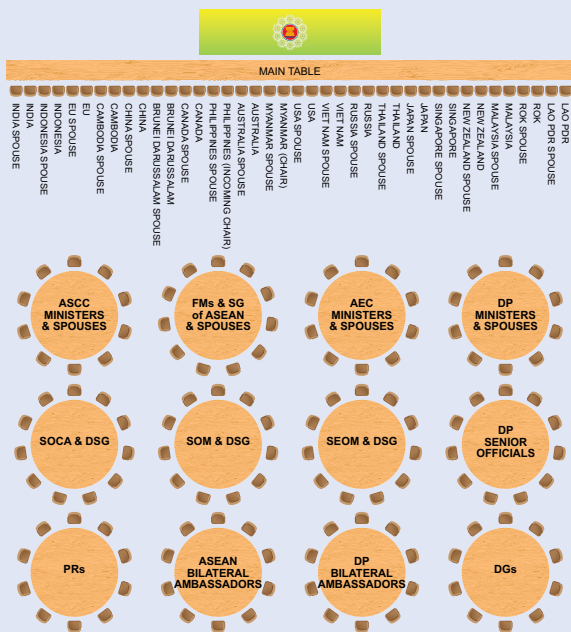 MAIN TABLE
INDIA SPOUSE
INDIA
INDONESIA SPOUSE
INDONESIA
EU SPOUSE
EU
CAMBODIA SPOUSE
CAMBODIA
CHINA SPOUSE
CHINA
BRUNEI DARUSSALAM SPOUSE
BRUNEI DARUSSALAM
CANADA SPOUSE
CANADA
PHILIPPINES SPOUSE
PHILIPPINES (INCOMING CHAIR)
AUSTRALIA SPOUSE
AUSTRALIA
MYANMAR SPOUSE
MYANMAR (CHAIR)
USA SPOUSE
USA
VIET NAM SPOUSE
VIET NAM
RUSSIA SPOUSE
RUSSIA
THAILAND SPOUSE
THAILAND
JAPAN SPOUSE
JAPAN
SINGAPORE SPOUSE
SINGAPORE
NEW ZEALAND SPOUSE
NEW ZEALAND
MALAYSIA SPOUSE
MALAYSIA
ROK SPOUSE
ROK
LAO PDR SPOUSE
LAO PDR
ASCC
MINISTERS
& SPOUSES
FMs & SG
of ASEAN
& SPOUSES
AEC
MINISTERS
& SPOUSES
DP
MINISTERS
& SPOUSES
SOCA & DSG
SOM & DSG
SEOM & DSG
DP
SENIOR
OFFICIALS
PRs
ASEAN
BILATERAL
AMBASSADORS
DP
BILATERAL
AMBASSADORS
DGs